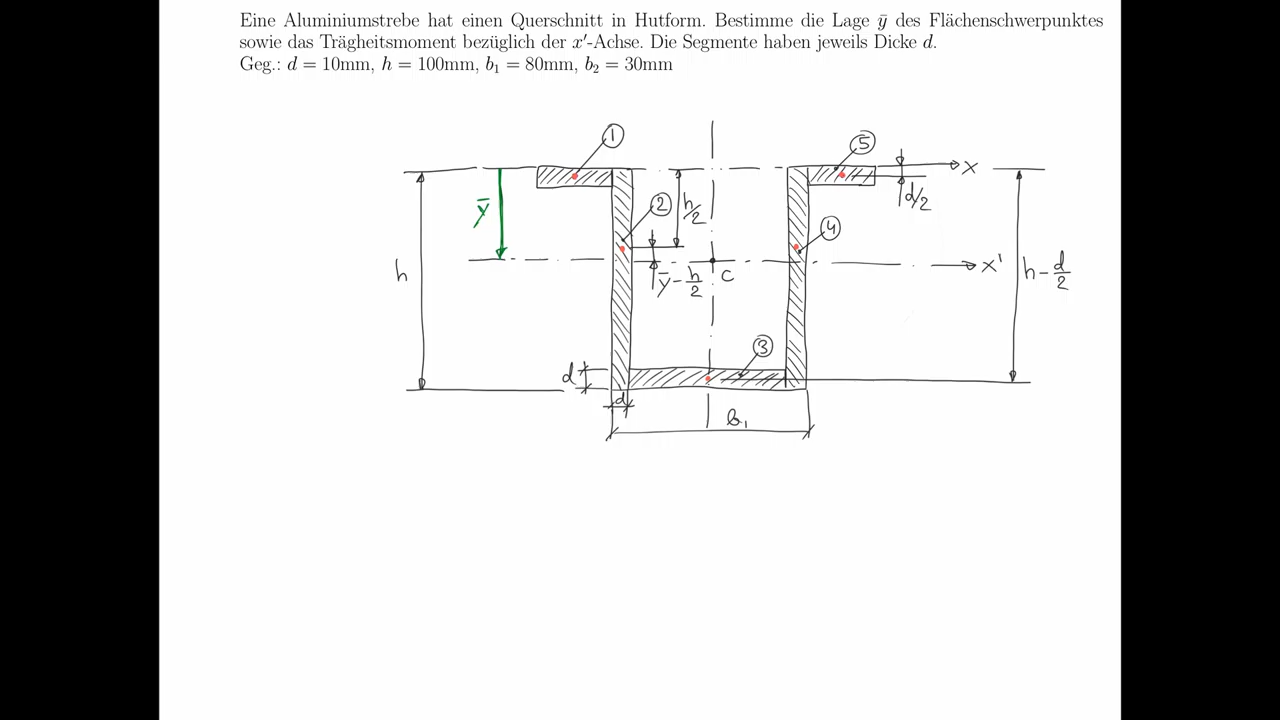 Eine Aluminiumstrebe hat einen Querschnitt in Hutform. Bestimme die Lage ȳ des Flächenschwerpunktes
sowie das Trägheitsmoment bezüglich der x′-Achse. Die Segmente haben jeweils Dicke d.
Geg.: d = 10mm, h = 100mm, b₁ = 80mm, b₂ = 30mm
①
⑤
x
d/2
ȳ
②
h/2
④
h
ȳ - h/2
C
x'
h - d/2
③
d
d
b₁